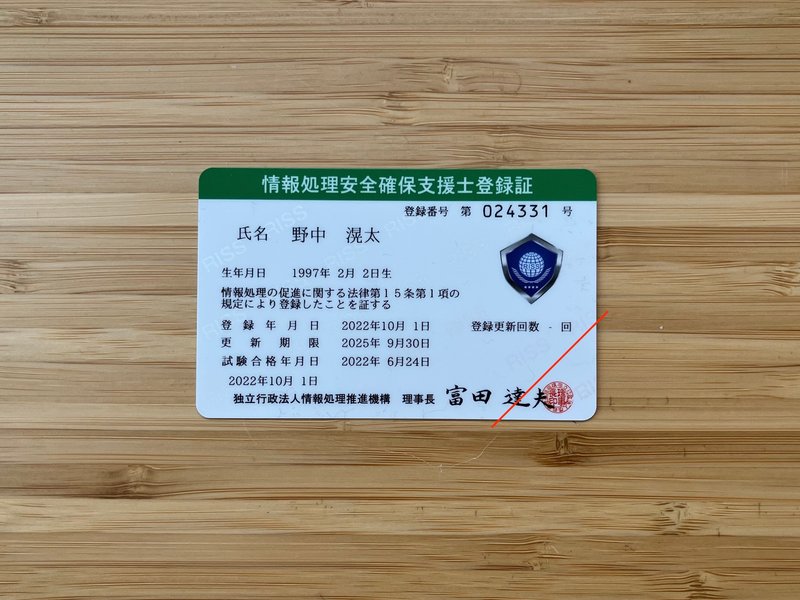 情報処理安全確保支援士登録証
登録番号 第 024331 号
氏名 野中 滉太
生年月日 1997年 2月 2日生
情報処理の促進に関する法律第15条第1項の
規定により登録したことを証する
登録年月日 2022年10月 1日 登録更新回数 - 回
更新期限 2025年 9月30日
試験合格年月日 2022年 6月24日
2022年10月 1日
独立行政法人情報処理推進機構 理事長 富田 達夫
RISS RISS
RISS